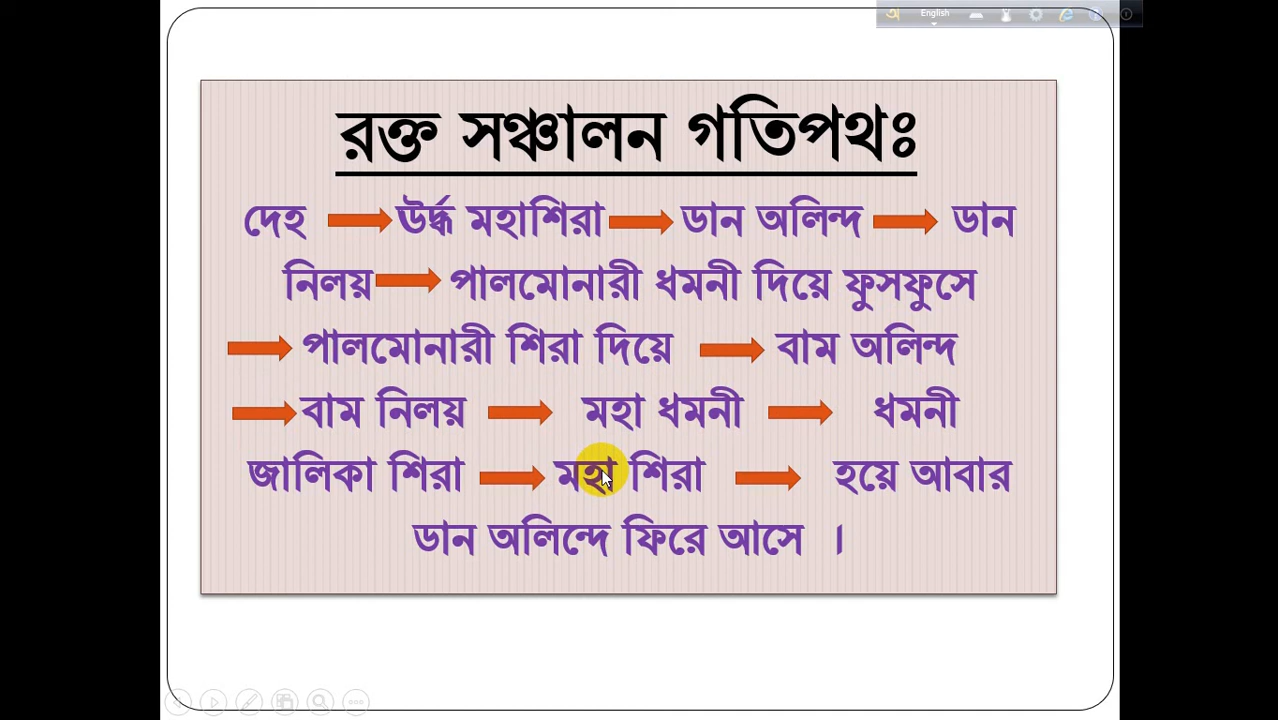 অ English
রক্ত সঞ্চালন গতিপথঃ
দেহ উর্দ্ধ মহাশিরা ডান অলিন্দ ডান
নিলয় পালমোনারী ধমনী দিয়ে ফুসফুসে
পালমোনারী শিরা দিয়ে বাম অলিন্দ
বাম নিলয় মহা ধমনী ধমনী
জালিকা শিরা মহা শিরা হয়ে আবার
ডান অলিন্দে ফিরে আসে ।